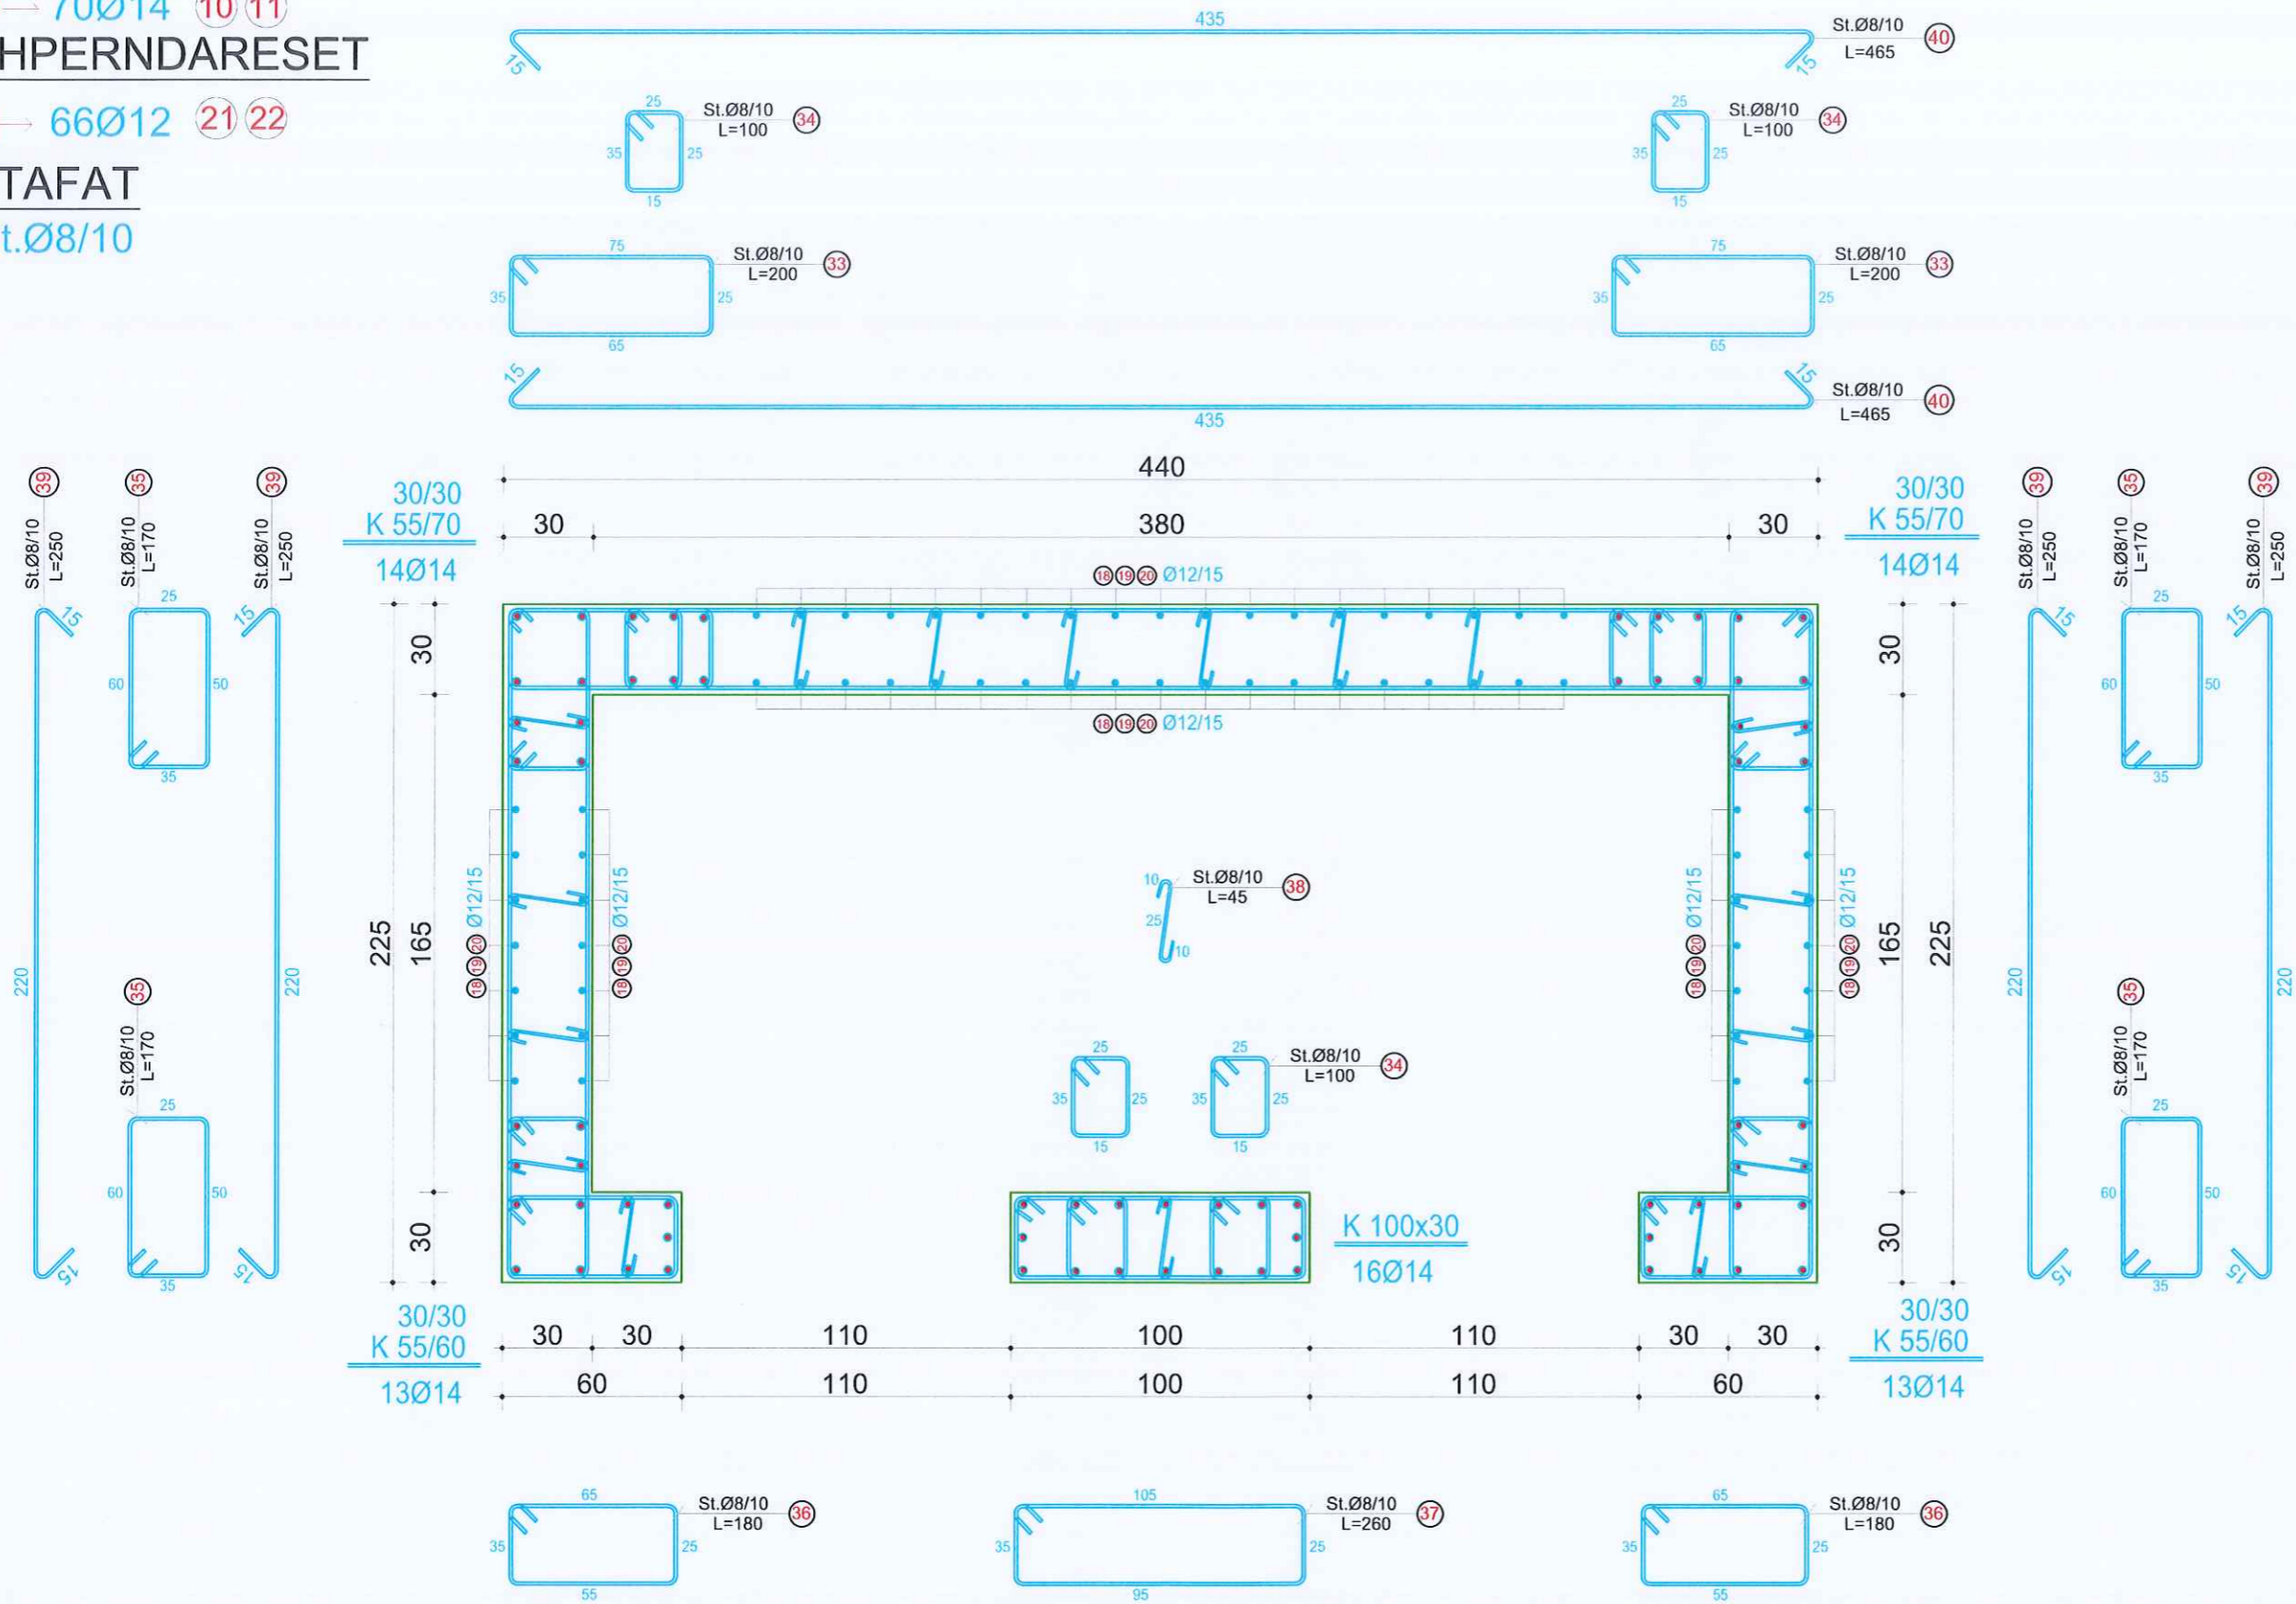 → 70Ø14 10 11
HPERNDARESET
→ 66Ø12 21 22
TAFAT
t.Ø8/10
435
15
15
St.Ø8/10
L=465
40
25
35
25
15
St.Ø8/10
L=100
34
25
35
25
15
St.Ø8/10
L=100
34
75
35
25
65
St.Ø8/10
L=200
33
75
35
25
65
St.Ø8/10
L=200
33
15
15
435
St.Ø8/10
L=465
40
39
St.Ø8/10
L=250
35
St.Ø8/10
L=170
39
St.Ø8/10
L=250
15
25
15
60
50
35
220
220
35
St.Ø8/10
L=170
25
60
50
35
15
15
30/30
K 55/70
14Ø14
440
30
380
30
30/30
K 55/70
14Ø14
18 19 20 Ø12/15
18 19 20 Ø12/15
30
165
225
30
18 19 20 Ø12/15
18 19 20 Ø12/15
10
25
10
St.Ø8/10
L=45
38
25
35
25
15
25
35
25
15
St.Ø8/10
L=100
34
18 19 20 Ø12/15
18 19 20 Ø12/15
30
165
225
30
K 100x30
16Ø14
39
St.Ø8/10
L=250
35
St.Ø8/10
L=170
39
St.Ø8/10
L=250
15
25
15
60
50
35
220
220
35
St.Ø8/10
L=170
25
60
50
35
15
15
30/30
K 55/60
13Ø14
30 30 110 100 110 30 30
60 110 100 110 60
30/30
K 55/60
13Ø14
65
35
25
55
St.Ø8/10
L=180
36
105
35
25
95
St.Ø8/10
L=260
37
65
35
25
55
St.Ø8/10
L=180
36